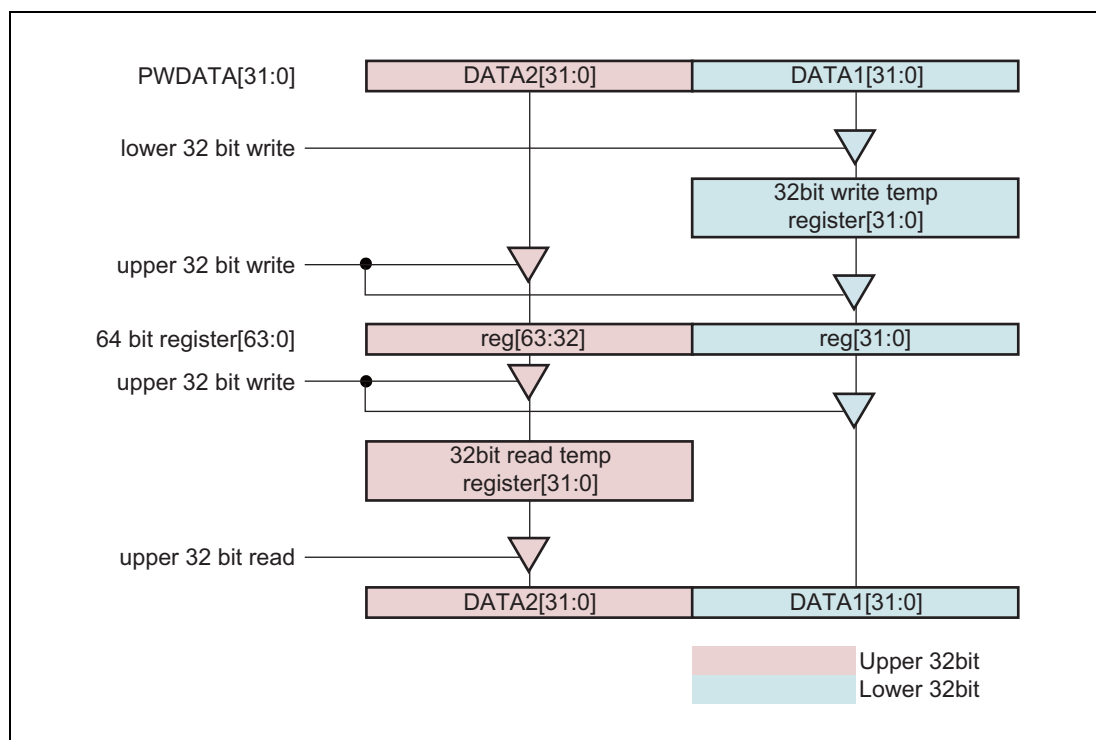 PWDATA[31:0]
DATA2[31:0]
DATA1[31:0]
lower 32 bit write
32bit write temp
register[31:0]
upper 32 bit write
64 bit register[63:0]
reg[63:32]
reg[31:0]
upper 32 bit write
32bit read temp
register[31:0]
upper 32 bit read
DATA2[31:0]
DATA1[31:0]
Upper 32bit
Lower 32bit